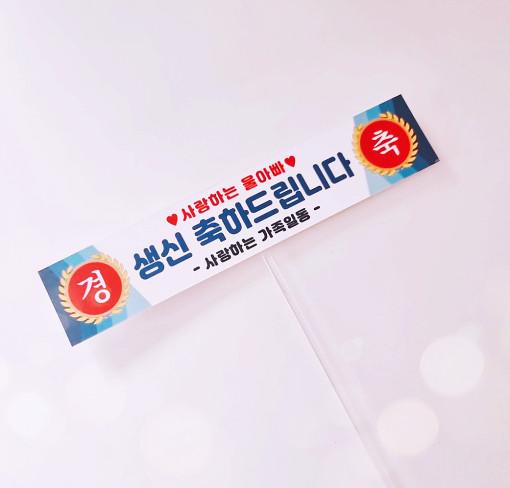 경
♥사랑하는 울아빠♥
생신 축하드립니다
- 사랑하는 가족일동 -
축